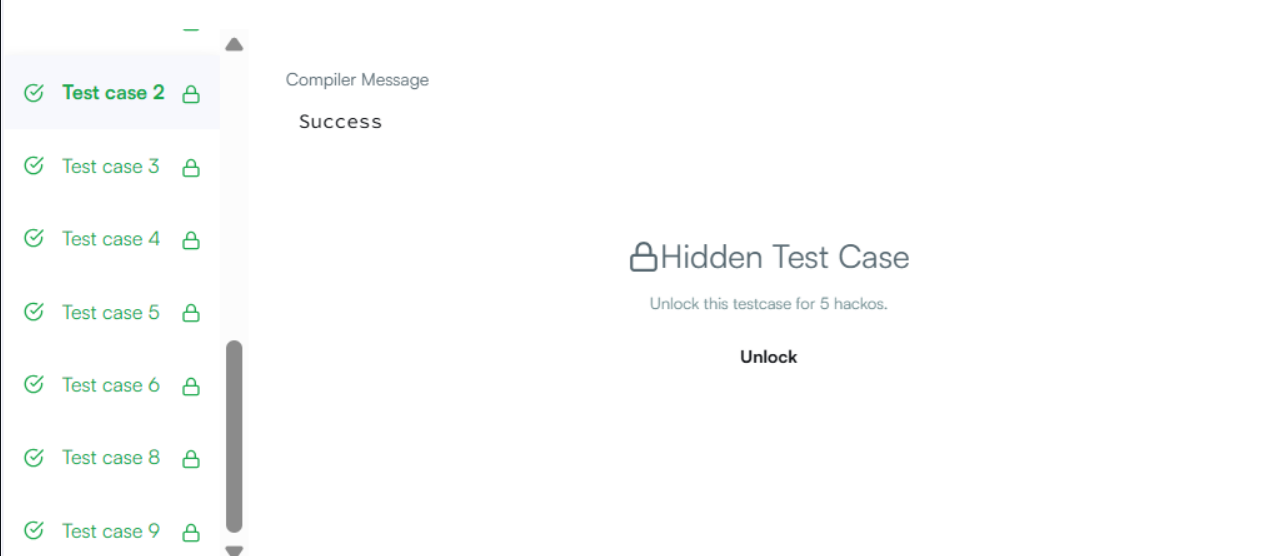 Test case 2
Test case 3
Test case 4
Test case 5
Test case 6
Test case 8
Test case 9
Compiler Message
Success
Hidden Test Case
Unlock this testcase for 5 hackos.
Unlock